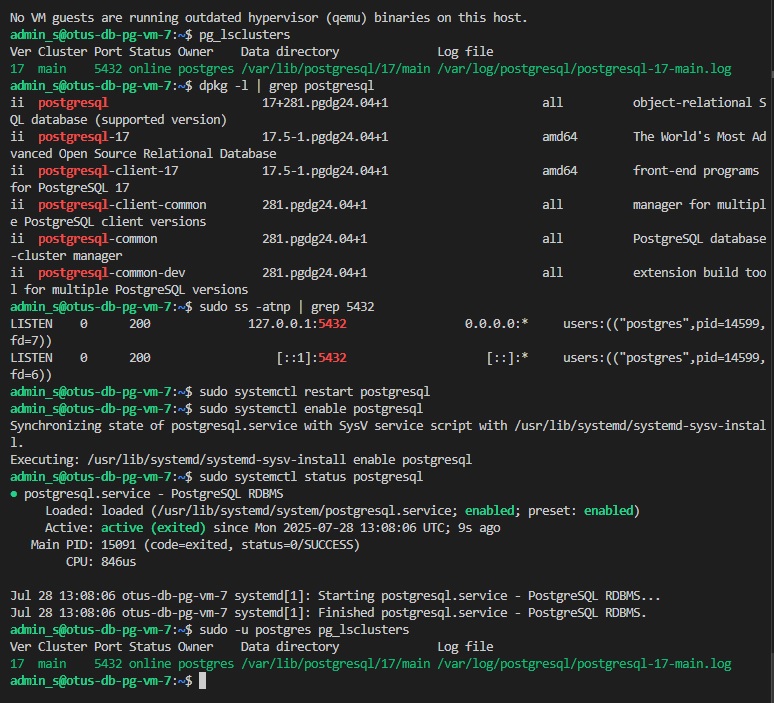 No VM guests are running outdated hypervisor (qemu) binaries on this host.
admin_s@otus-db-pg-vm-7:~$ pg_lsclusters
Ver Cluster Port Status Owner    Data directory              Log file
17  main    5432 online postgres /var/lib/postgresql/17/main /var/log/postgresql/postgresql-17-main.log
admin_s@otus-db-pg-vm-7:~$ dpkg -l | grep postgresql
ii  postgresql                      17+281.pgdg24.04+1                      all          object-relational S
QL database (supported version)
ii  postgresql-17                   17.5-1.pgdg24.04+1                      amd64        The World's Most Ad
vanced Open Source Relational Database
ii  postgresql-client-17            17.5-1.pgdg24.04+1                      amd64        front-end programs
for PostgreSQL 17
ii  postgresql-client-common        281.pgdg24.04+1                         all          manager for multipl
e PostgreSQL client versions
ii  postgresql-common               281.pgdg24.04+1                         all          PostgreSQL database
-cluster manager
ii  postgresql-common-dev           281.pgdg24.04+1                         all          extension build too
l for multiple PostgreSQL versions
admin_s@otus-db-pg-vm-7:~$ sudo ss -atnp | grep 5432
LISTEN    0      200              127.0.0.1:5432                 0.0.0.0:*     users:(("postgres",pid=14599,
fd=7))
LISTEN    0      200                  [::1]:5432                    [::]:*     users:(("postgres",pid=14599,
fd=6))
admin_s@otus-db-pg-vm-7:~$ sudo systemctl restart postgresql
admin_s@otus-db-pg-vm-7:~$ sudo systemctl enable postgresql
Synchronizing state of postgresql.service with SysV service script with /usr/lib/systemd/systemd-sysv-instal
l.
Executing: /usr/lib/systemd/systemd-sysv-install enable postgresql
admin_s@otus-db-pg-vm-7:~$ sudo systemctl status postgresql
● postgresql.service - PostgreSQL RDBMS
     Loaded: loaded (/usr/lib/systemd/system/postgresql.service; enabled; preset: enabled)
     Active: active (exited) since Mon 2025-07-28 13:08:06 UTC; 9s ago
   Main PID: 15091 (code=exited, status=0/SUCCESS)
        CPU: 846us
Jul 28 13:08:06 otus-db-pg-vm-7 systemd[1]: Starting postgresql.service - PostgreSQL RDBMS...
Jul 28 13:08:06 otus-db-pg-vm-7 systemd[1]: Finished postgresql.service - PostgreSQL RDBMS.
admin_s@otus-db-pg-vm-7:~$ sudo -u postgres pg_lsclusters
Ver Cluster Port Status Owner    Data directory              Log file
17  main    5432 online postgres /var/lib/postgresql/17/main /var/log/postgresql/postgresql-17-main.log
admin_s@otus-db-pg-vm-7:~$